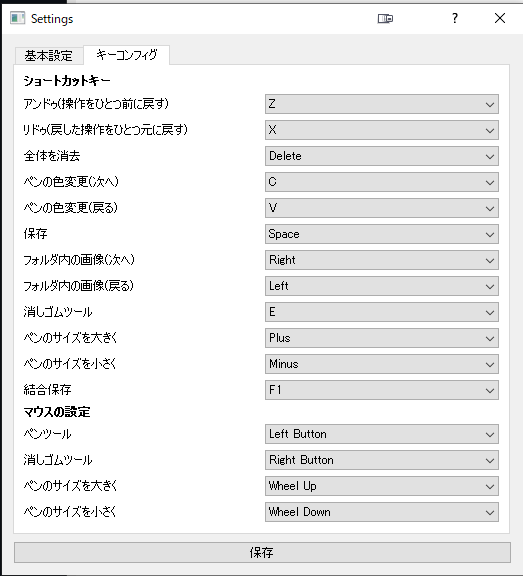 Settings
?
基本設定 キーコンフィグ
ショートカットキー
アンドゥ(操作をひとつ前に戻す) Z
リドゥ(戻した操作をひとつ元に戻す) X
全体を消去 Delete
ペンの色変更(次へ) C
ペンの色変更(戻る) V
保存 Space
フォルダ内の画像(次へ) Right
フォルダ内の画像(戻る) Left
消しゴムツール E
ペンのサイズを大きく Plus
ペンのサイズを小さく Minus
結合保存 F1
マウスの設定
ペンツール Left Button
消しゴムツール Right Button
ペンのサイズを大きく Wheel Up
ペンのサイズを小さく Wheel Down
保存